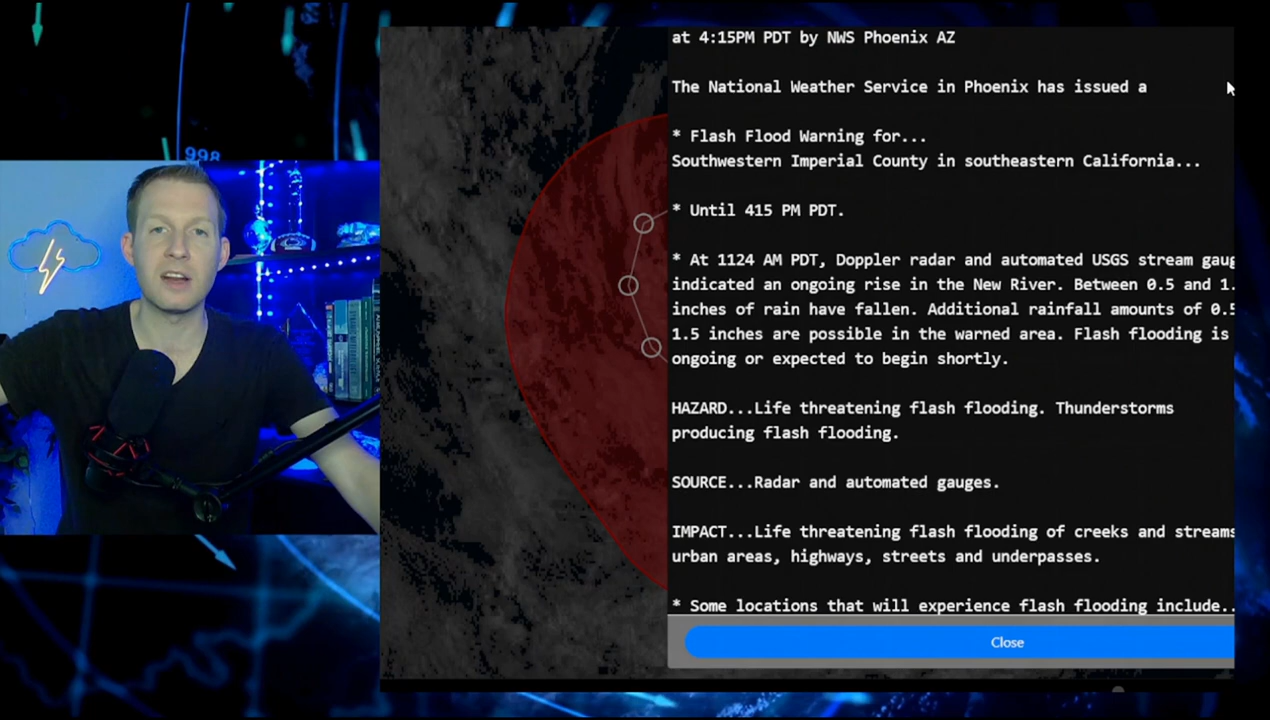 998
at 4:15PM PDT by NWS Phoenix AZ
The National Weather Service in Phoenix has issued a
* Flash Flood Warning for...
Southwestern Imperial County in southeastern California...
* Until 415 PM PDT.
* At 1124 AM PDT, Doppler radar and automated USGS stream
indicated an ongoing rise in the New River. Between 0.5 and 1.
inches of rain have fallen. Additional rainfall amounts of 0.5
1.5 inches are possible in the warned area. Flash flooding is
ongoing or expected to begin shortly.
HAZARD...Life threatening flash flooding. Thunderstorms
producing flash flooding.
SOURCE...Radar and automated gauges.
IMPACT...Life threatening flash flooding of creeks and streams
urban areas, highways, streets and underpasses.
* Some locations that will experience flash flooding include..
Close